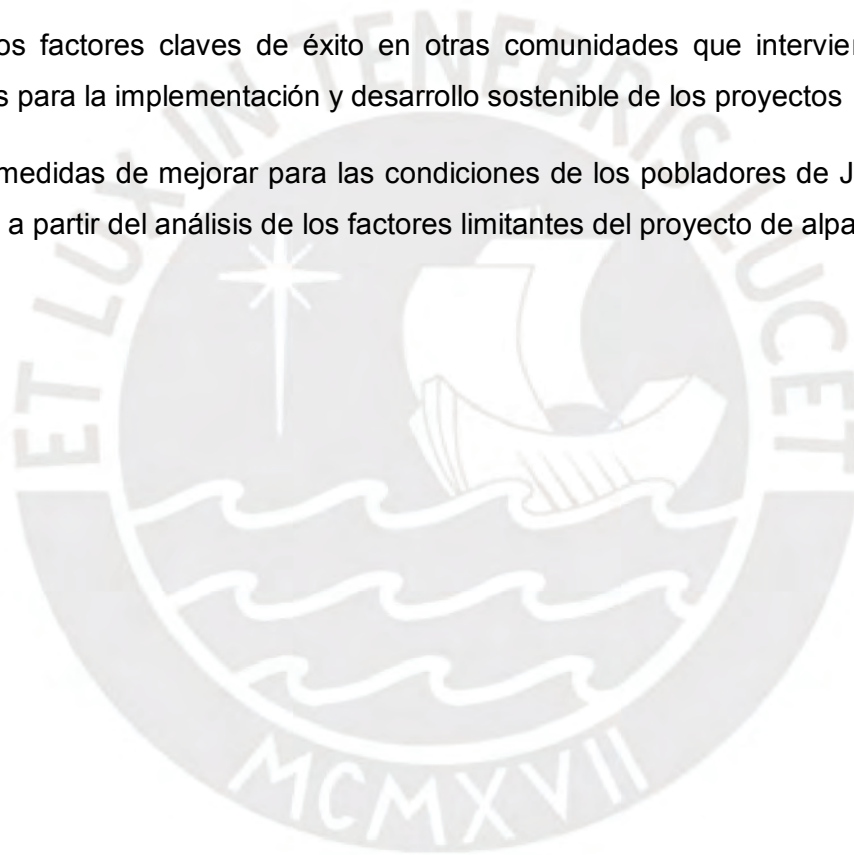 os factores claves de éxito en otras comunidades que intervie
s para la implementación y desarrollo sostenible de los proyectos
medidas de mejorar para las condiciones de los pobladores de J
a partir del análisis de los factores limitantes del proyecto de alpa
ET LUX IN TENEBRIS LUCET
MCMXVII